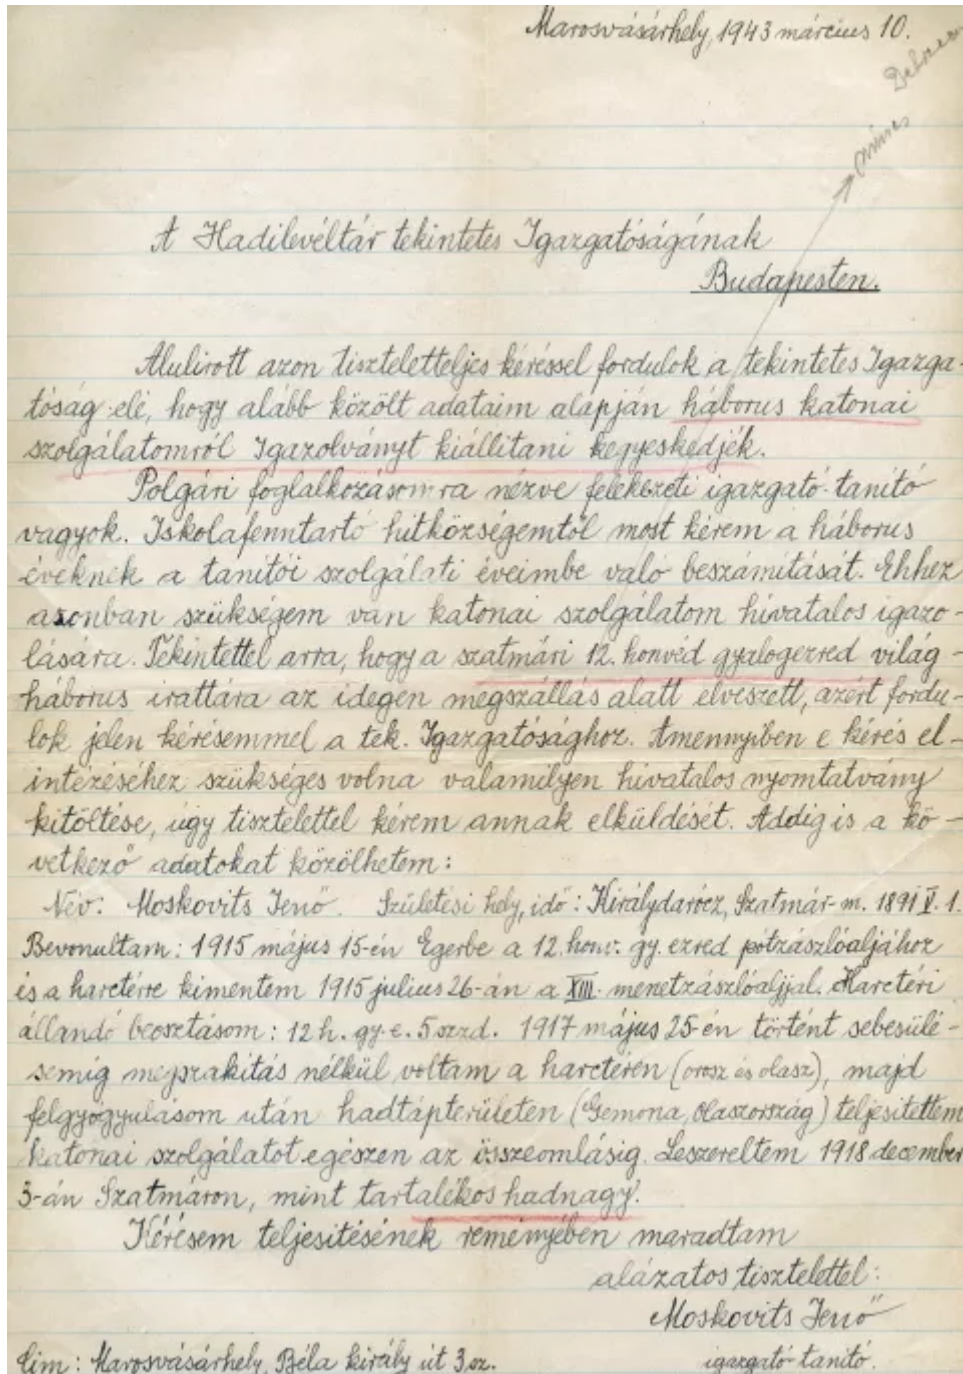 Marosvásárhely, 1943 március 10.
A Hadilevéltár tekintetes Igazgatóságának
Budapesten.
Alulirott azon tiszteletteljes kéréssel fordulok a tekintetes Igazga-
tóság elé, hogy alább közölt adataim alapján háborus katonai
szolgálatomról Igazolványt kiállitani kegyeskedjék.
Polgári foglalkozásomra nézve felekezeti igazgató-tanító
vagyok. Iskolafenntartó hitközségemtől most kérem a háborus
éveknek a tanítói szolgálati éveimbe való beszámítását. Ehhez
azonban szükségem van katonai szolgálatom hivatalos igazo-
lására. Tekintettel arra, hogy a szatmári 12. honvéd gyalogezred világ-
háborus irattára az idegen megszállás alatt elveszett, azért fordu-
lok jelen kérésemmel a tek. Igazgatósághoz. Amennyiben e kérés el-
intézéséhez szükséges volna valamilyen hivatalos nyomtatvány
kitöltése, úgy tisztelettel kérem annak elküldését. Addig is a kö-
vetkező adatokat közölhetem:
Név: Moskovits Jenő. Születési hely, idő: Királydarócz, Szatmár-m. 1891 V. 1.
Bevonultam: 1915 május 15-én Egerbe a 12. honv. gy. ezred pótzászlóaljához
és a harctérre kimentem 1915 julius 26-án a XIII. menetzászlóaljjal. Harctéri
állandó beosztásom: 12 h. gy. e. 5 szzd. 1917 május 25-én történt sebesülé-
semig megszakitás nélkül voltam a harctéren (orosz és olasz), majd
felgyógyulásom után hadtápterületen (Gemona, Olaszország) teljesitettem
katonai szolgálatot egészen az összeomlásig. Leszereltem 1918 december
3-án Szatmáron, mint tartalékos hadnagy.
Kérésem teljesitésének reményében maradtam
alázatos tisztelettel:
Moskovits Jenő
igazgató-tanító.
Cim: Marosvásárhely, Béla király út 3 sz.